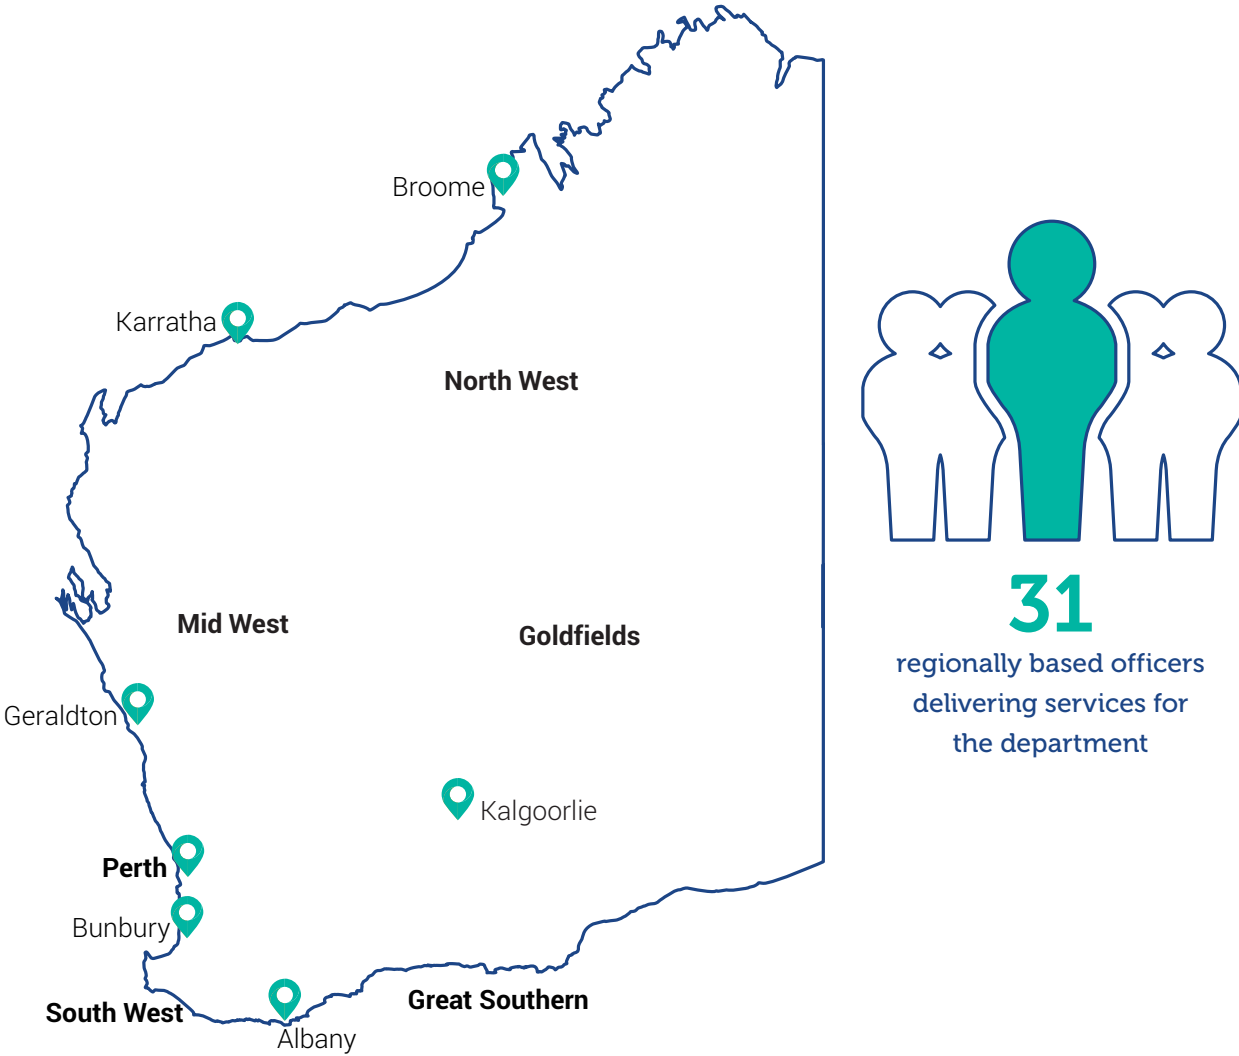 Broome
Karratha
North West
Mid West
Goldfields
Geraldton
Kalgoorlie
Perth
Bunbury
South West
Great Southern
Albany
31
regionally based officers
delivering services for
the department